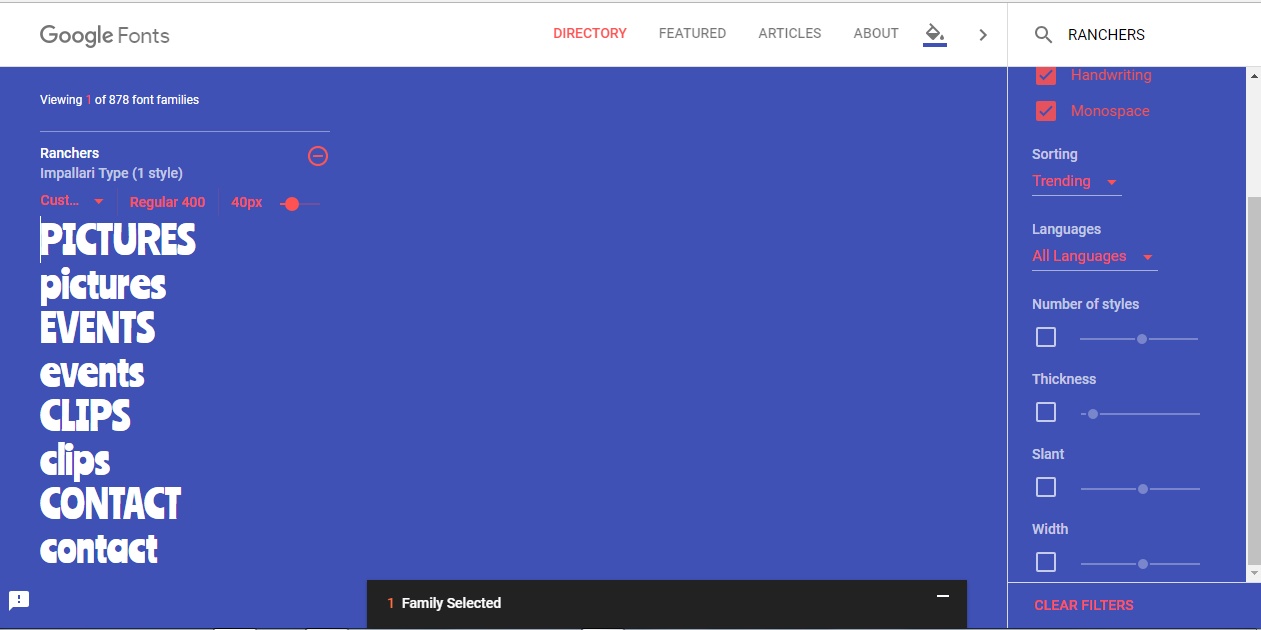 Google Fonts
DIRECTORY
FEATURED
ARTICLES
ABOUT
RANCHERS
Viewing 1 of 878 font families
Ranchers
Impallari Type (1 style)
Cust...
Regular 400
40px
PICTURES
pictures
EVENTS
events
CLIPS
clips
CONTACT
contact
Handwriting
Monospace
Sorting
Trending
Languages
All Languages
Number of styles
Thickness
Slant
Width
CLEAR FILTERS
1 Family Selected